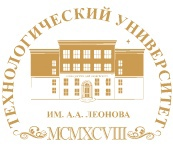 ТЕХНОЛОГИЧЕСКИЙ УНИВЕРСИТЕТ
ИМ. А.А. ЛЕОНОВА
MCMXCVIII